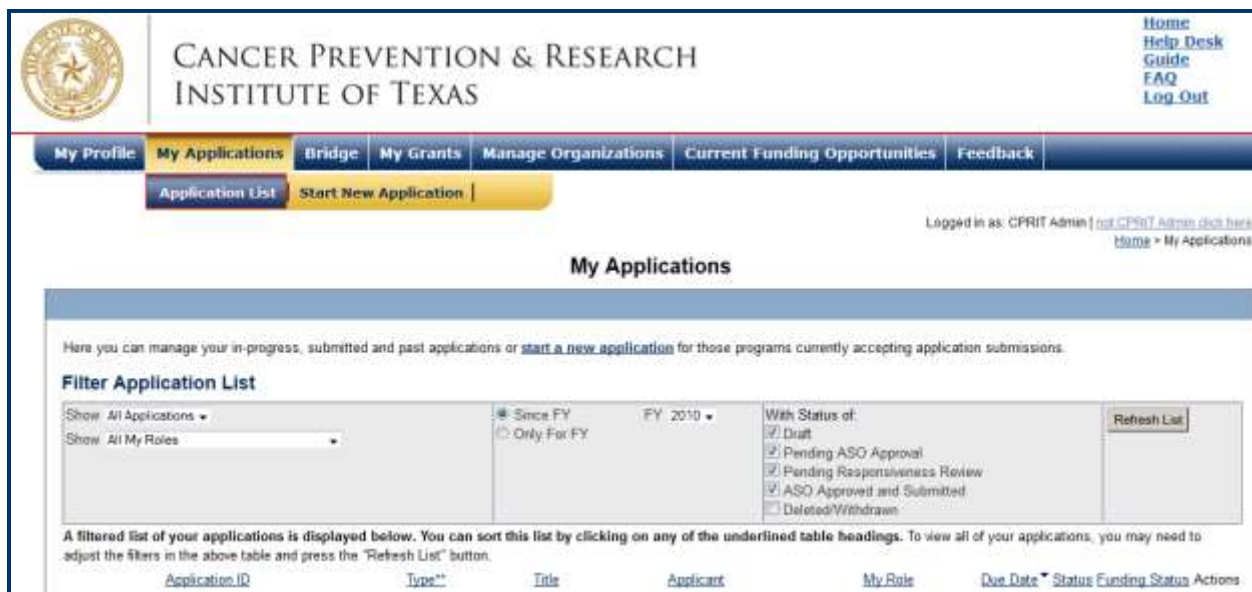 Home
Help Desk
Guide
FAQ
Log Out
CANCER PREVENTION & RESEARCH
INSTITUTE OF TEXAS
My Profile My Applications Bridge My Grants Manage Organizations Current Funding Opportunities Feedback
Application List Start New Application
Logged in as: CPRIT Admin | not CPRIT Admin click here
Home > My Applications
My Applications
Here you can manage your in-progress, submitted and past applications or start a new application for those programs currently accepting application submissions.
Filter Application List
Show All Applications Since FY FY 2010 With Status of: Refresh List
Show All My Roles Only For FY Draft
Pending ASO Approval
Pending Responsiveness Review
ASO Approved and Submitted
Deleted/Withdrawn
A filtered list of your applications is displayed below. You can sort this list by clicking on any of the underlined table headings. To view all of your applications, you may need to
adjust the filters in the above table and press the "Refresh List" button.
Application ID Type** Title Applicant My Role Due Date Status Funding Status Actions